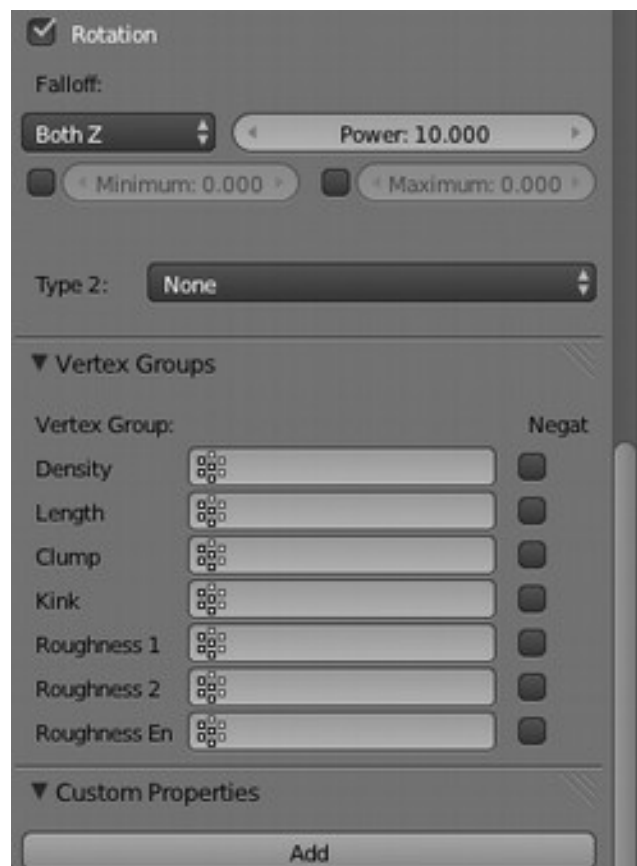 Rotation
Falloff:
Both Z Power: 10.000
Minimum: 0.000 Maximum: 0.000
Type 2: None
Vertex Groups
Vertex Group: Negat
Density
Length
Clump
Kink
Roughness 1
Roughness 2
Roughness En
Custom Properties
Add